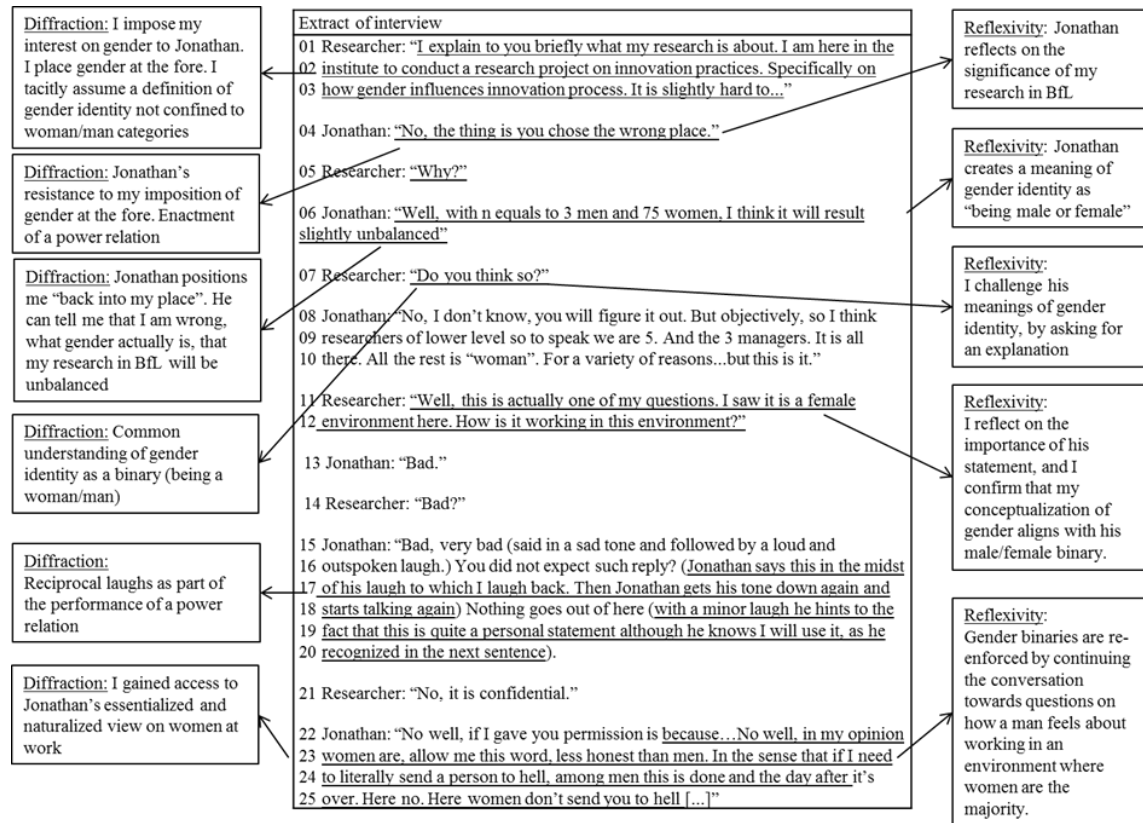 Diffraction: I impose my
interest on gender to Jonathan.
I place gender at the fore. I
tacitly assume a definition of
gender identity not confined to
woman/man categories
Diffraction: Jonathan's
resistance to my imposition of
gender at the fore. Enactment
of a power relation
Diffraction: Jonathan positions
me “back into my place”. He
can tell me that I am wrong,
what gender actually is, that
my research in BfL will be
unbalanced
Diffraction: Common
understanding of gender
identity as a binary (being a
woman/man)
Diffraction:
Reciprocal laughs as part of
the performance of a power
relation
Diffraction: I gained access to
Jonathan's essentialized and
naturalized view on women at
work
Extract of interview
01 Researcher: “I explain to you briefly what my research is about. I am here in the
02 institute to conduct a research project on innovation practices. Specifically on
03 how gender influences innovation process. It is slightly hard to...”
04 Jonathan: “No, the thing is you chose the wrong place.”
05 Researcher: “Why?”
06 Jonathan: “Well, with n equals to 3 men and 75 women, I think it will result
slightly unbalanced”
07 Researcher: “Do you think so?”
08 Jonathan: “No, I don't know, you will figure it out. But objectively, so I think
09 researchers of lower level so to speak we are 5. And the 3 managers. It is all
10 there. All the rest is “woman”. For a variety of reasons...but this is it.”
11 Researcher: “Well, this is actually one of my questions. I saw it is a female
12 environment here. How is it working in this environment?”
13 Jonathan: “Bad.”
14 Researcher: “Bad?”
15 Jonathan: “Bad, very bad (said in a sad tone and followed by a loud and
16 outspoken laugh.) You did not expect such reply? (Jonathan says this in the midst
17 of his laugh to which I laugh back. Then Jonathan gets his tone down again and
18 starts talking again) Nothing goes out of here (with a minor laugh he hints to the
19 fact that this is quite a personal statement although he knows I will use it, as he
20 recognized in the next sentence).
21 Researcher: “No, it is confidential.”
22 Jonathan: “No well, if I gave you permission is because…No well, in my opinion
23 women are, allow me this word, less honest than men. In the sense that if I need
24 to literally send a person to hell, among men this is done and the day after it's
25 over. Here no. Here women don't send you to hell [...]”
Reflexivity: Jonathan
reflects on the
significance of my
research in BfL
Reflexivity: Jonathan
creates a meaning of
gender identity as
“being male or female”
Reflexivity:
I challenge his
meanings of gender
identity, by asking for
an explanation
Reflexivity:
I reflect on the
importance of his
statement, and I
confirm that my
conceptualization of
gender aligns with his
male/female binary.
Reflexivity:
Gender binaries are re-
enforced by continuing
the conversation
towards questions on
how a man feels about
working in an
environment where
women are the
majority.